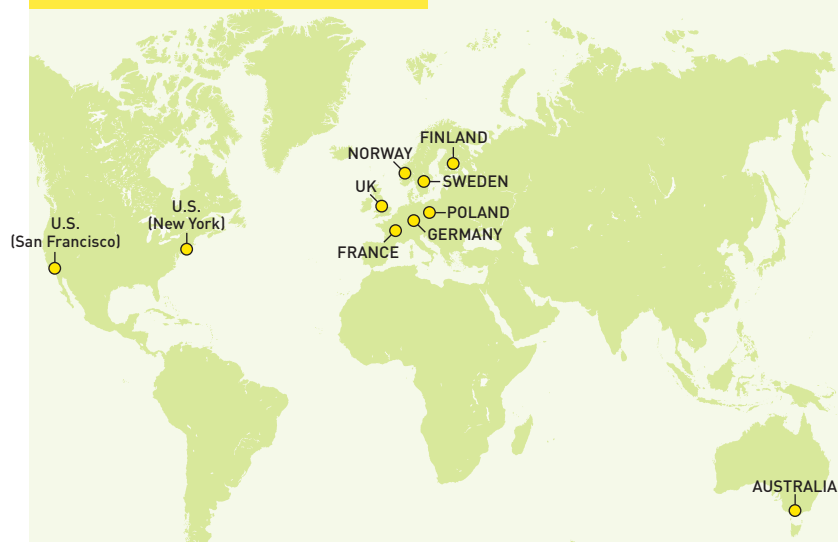 FINLAND
NORWAY
SWEDEN
UK
U.S.
(New York)
POLAND
U.S.
(San Francisco)
GERMANY
FRANCE
AUSTRALIA